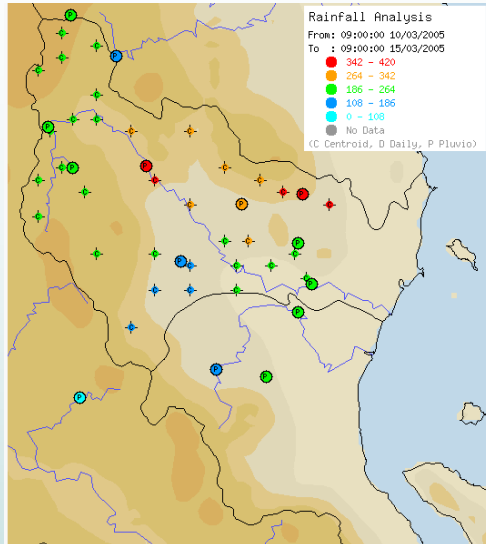 Rainfall Analysis
From: 09:00:00 10/03/2005
To : 09:00:00 15/03/2005
342 - 420
264 - 342
186 - 264
108 - 186
0 - 108
No Data
(C Centroid, D Daily, P Pluvio)